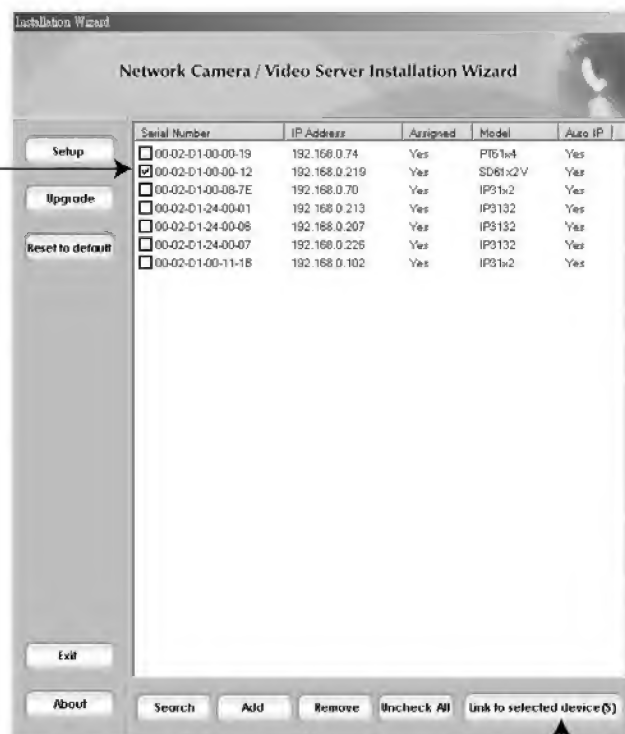 Installation Wizard
Network Camera / Video Server Installation Wizard
Setup
Upgrade
Reset to default
Exit
About
Serial Number IP Address Assigned Model Auto IP
00-02-D1-00-00-19 192.168.0.74 Yes PT61x4 Yes
00-02-D1-00-00-12 192.168.0.219 Yes SD61x2V Yes
00-02-D1-00-08-7E 192.168.0.70 Yes IP31x2 Yes
00-02-D1-24-00-01 192.168.0.213 Yes IP3132 Yes
00-02-D1-24-00-06 192.168.0.207 Yes IP3132 Yes
00-02-D1-24-00-07 192.168.0.226 Yes IP3132 Yes
00-02-D1-00-11-1B 192.168.0.102 Yes IP31x2 Yes
Search Add Remove Uncheck All Link to selected device(S)